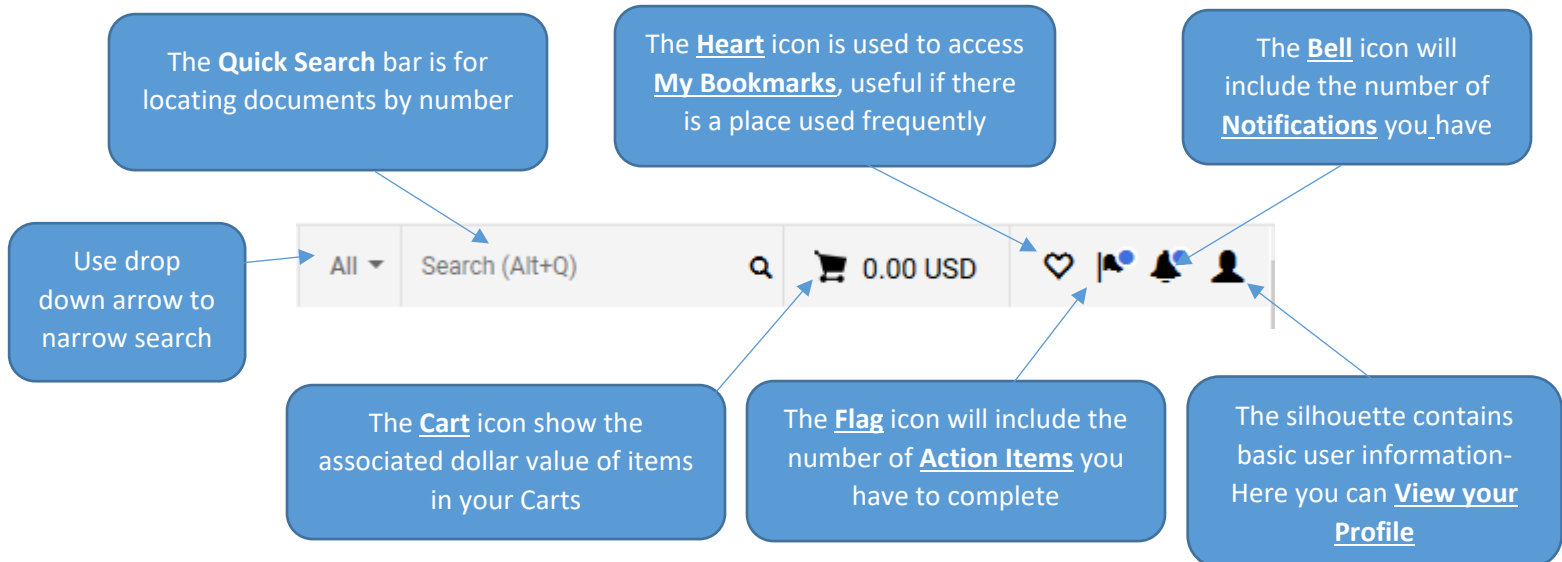 The Quick Search bar is for
locating documents by number
The Heart icon is used to access
My Bookmarks, useful if there
is a place used frequently
The Bell icon will
include the number of
Notifications you have
Use drop
down arrow to
narrow search
All
Search (Alt+Q)
0.00 USD
The Cart icon show the
associated dollar value of items
in your Carts
The Flag icon will include the
number of Action Items you
have to complete
The silhouette contains
basic user information-
Here you can View your
Profile